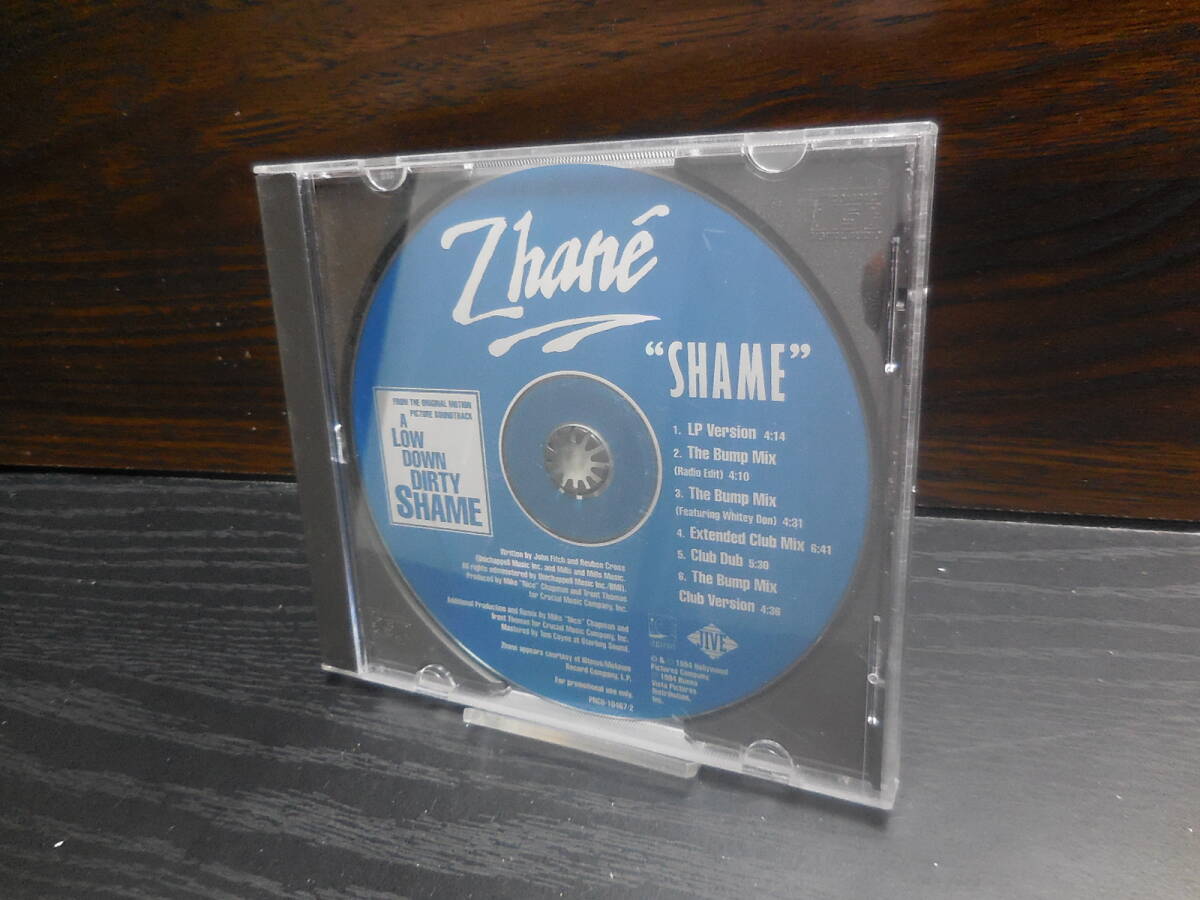 Zhané
“SHAME”
FROM THE ORIGINAL MOTION
PICTURE SOUNDTRACK
A
LOW
DOWN
DIRTY
SHAME
1. LP Version 4:14
2. The Bump Mix
(Radio Edit) 4:10
3. The Bump Mix
(Featuring Whitey Don) 4:31
4. Extended Club Mix 6:41
5. Club Dub 5:30
6. The Bump Mix
Club Version 4:36
Written by John Fitch and Reuben Cross
(Unichappell Music Inc. and Mills and Mills Music.
All rights administered by Unichappell Music Inc./BMI).
Produced by Mike "Nice" Chapman and Trent Thomas
for Crucial Music Company, Inc.
Additional Production and Remix by Mike "Nice" Chapman and
Trent Thomas for Crucial Music Company, Inc.
Mastered by Tom Coyne at Sterling Sound.
Zhané appears courtesy of Illtown/Motown
Record Company, L.P.
For promotional use only.
JIVE
1994 Hollywood
Pictures Company
1994 Buena
Vista Pictures
Distribution,
Inc.